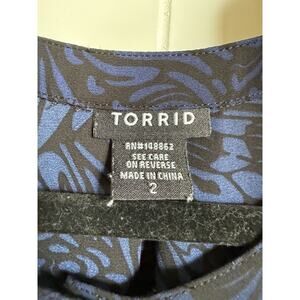 TORRID
RN#148862
SEE CARE
ON REVERSE
MADE IN CHINA
2